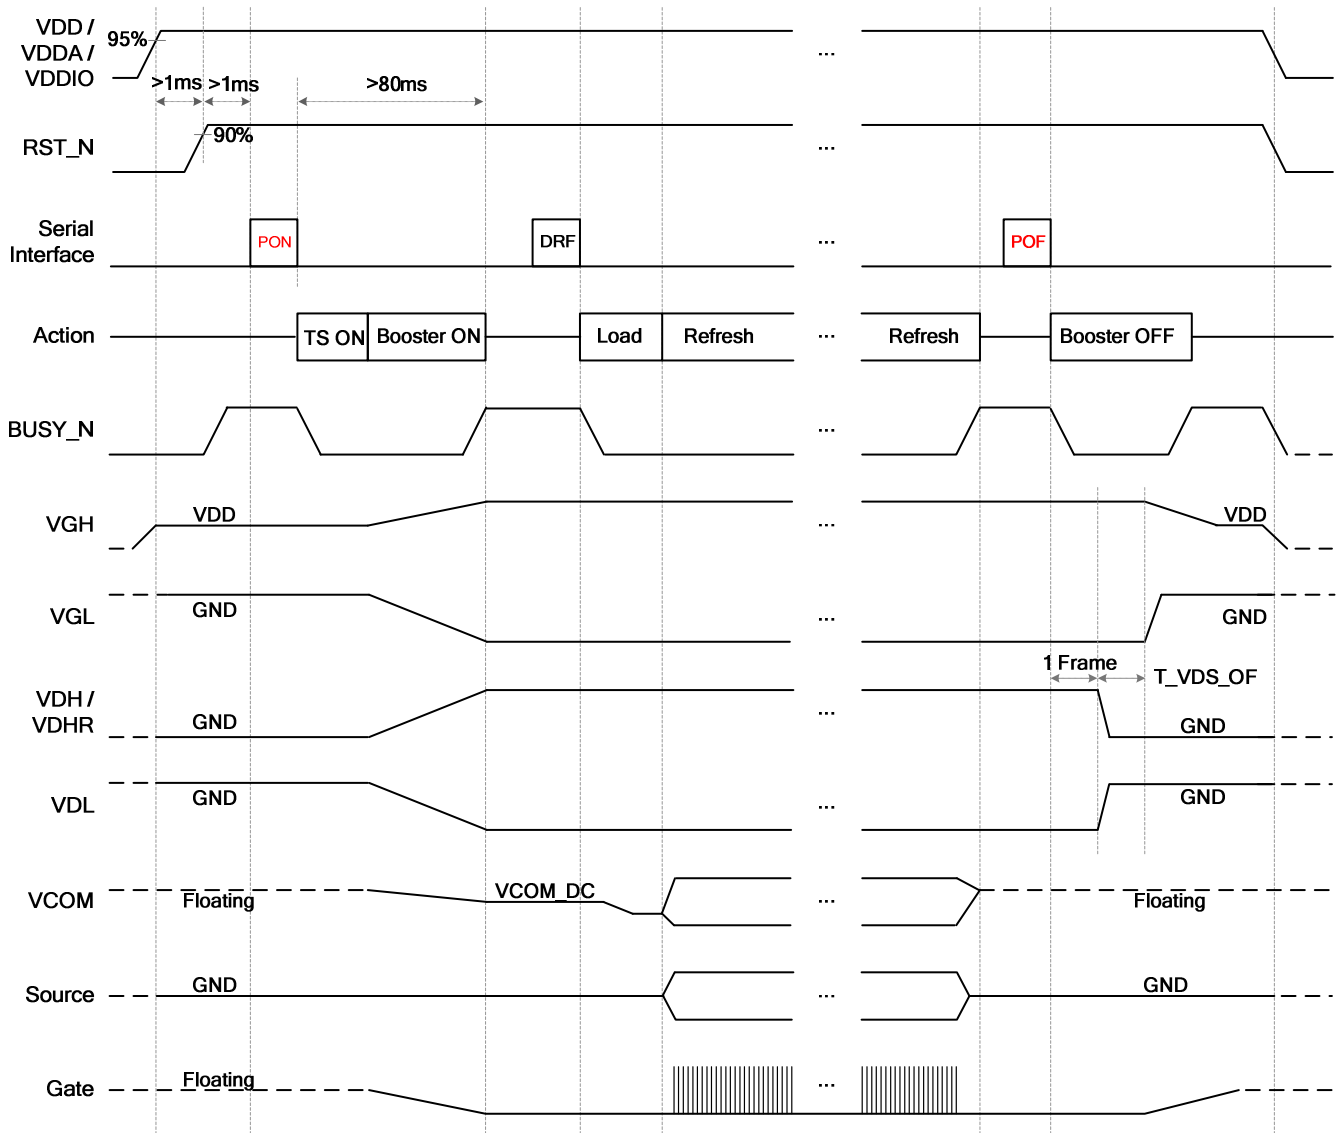 VDD /
VDDA /
VDDIO
95%
>1ms
>1ms
>80ms
...
RST_N
90%
...
Serial
Interface
PON
DRF
...
POF
Action
TS ON
Booster ON
Load
Refresh
...
Refresh
Booster OFF
BUSY_N
...
VGH
VDD
...
VDD
VGL
GND
...
GND
1 Frame
T_VDS_OF
VDH /
VDHR
GND
...
GND
VDL
GND
...
GND
VCOM
Floating
VCOM_DC
...
Floating
Source
GND
...
GND
Gate
Floating
...